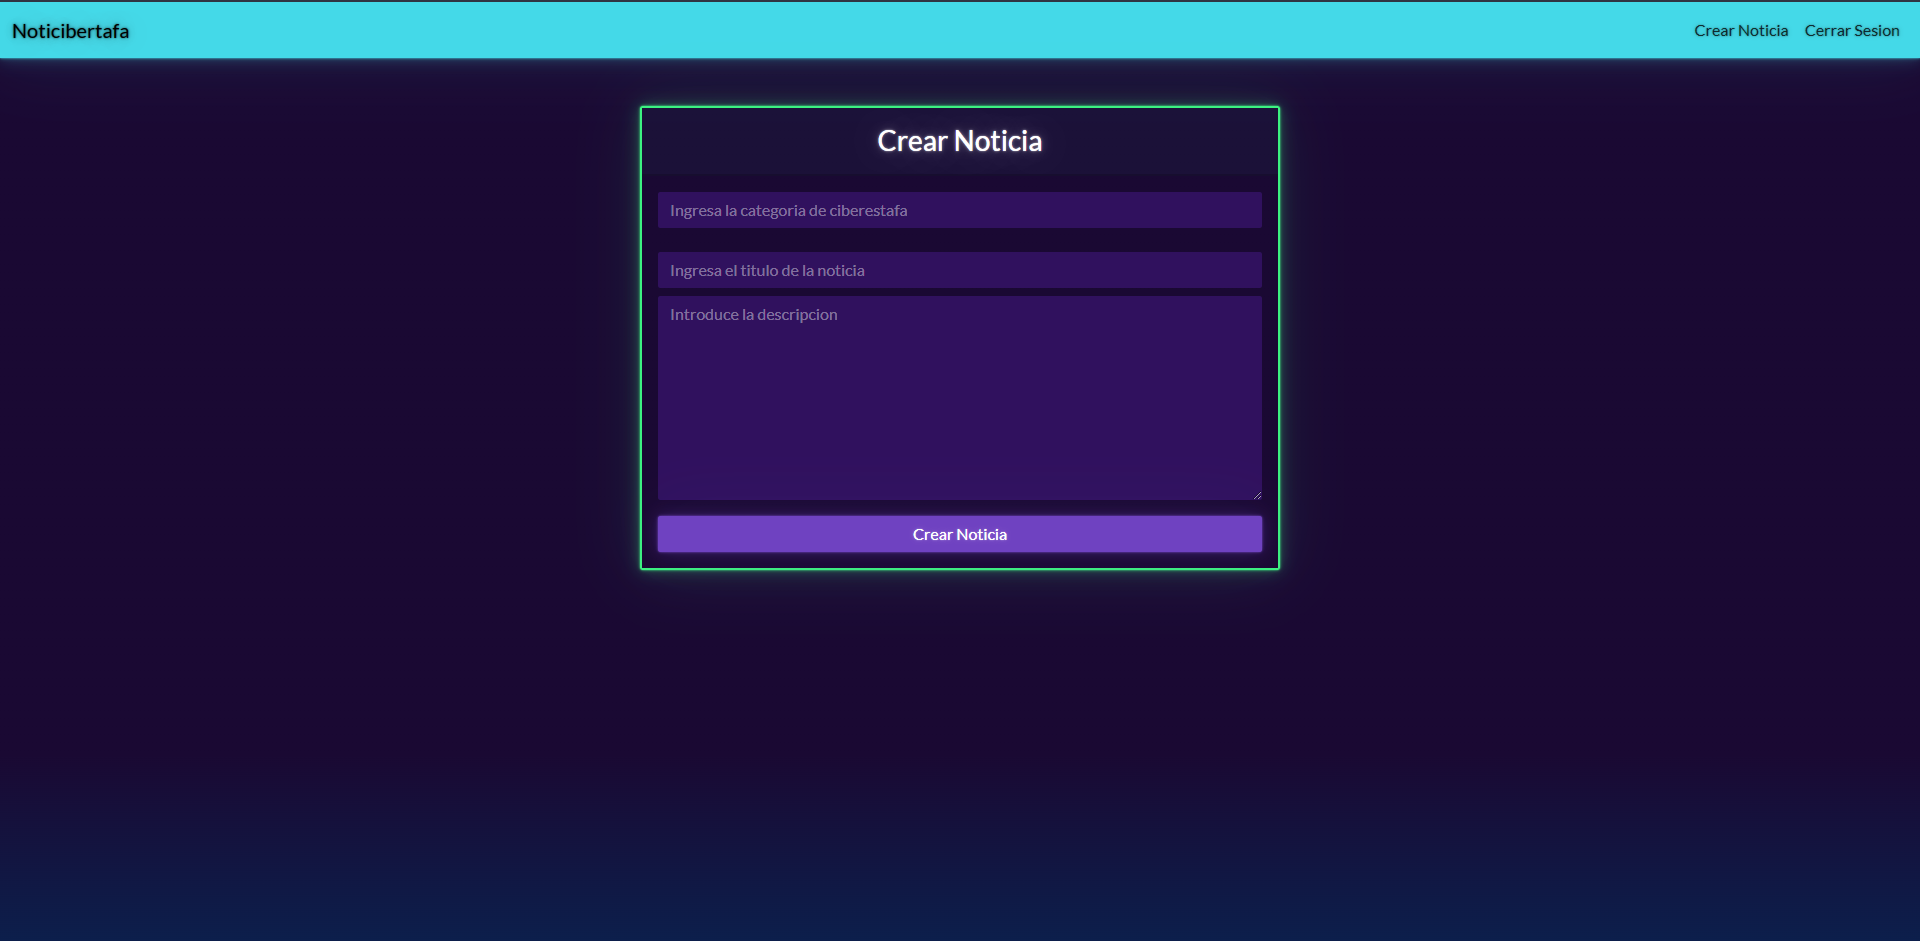 Noticibertafa
Crear Noticia
Cerrar Sesion
Crear Noticia
Ingresa la categoria de ciberestafa
Ingresa el titulo de la noticia
Introduce la descripcion
Crear Noticia